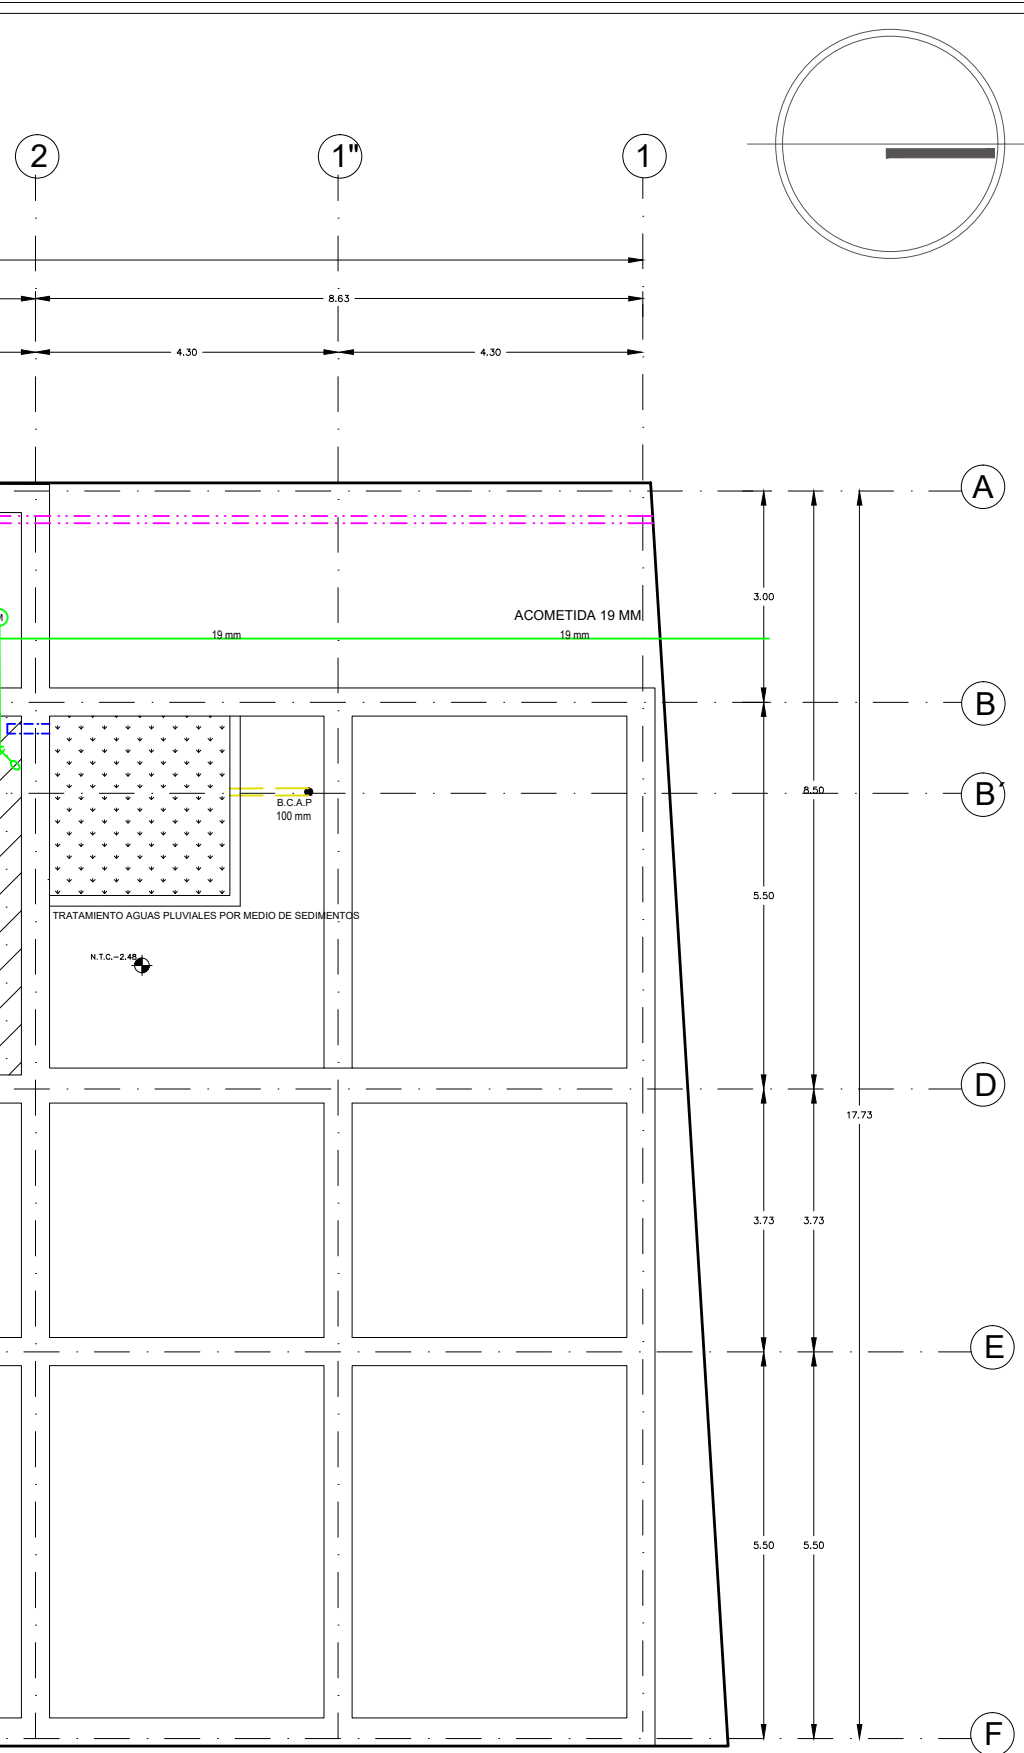 2
1"
1
8.63
4.30
4.30
A
3.00
ACOMETIDA 19 MM
19 mm
19 mm
B
8.50
B´
B.C.A.P
100 mm
5.50
TRATAMIENTO AGUAS PLUVIALES POR MEDIO DE SEDIMENTOS
N.T.C.-2.48
D
17.73
3.73
3.73
E
5.50
5.50
F